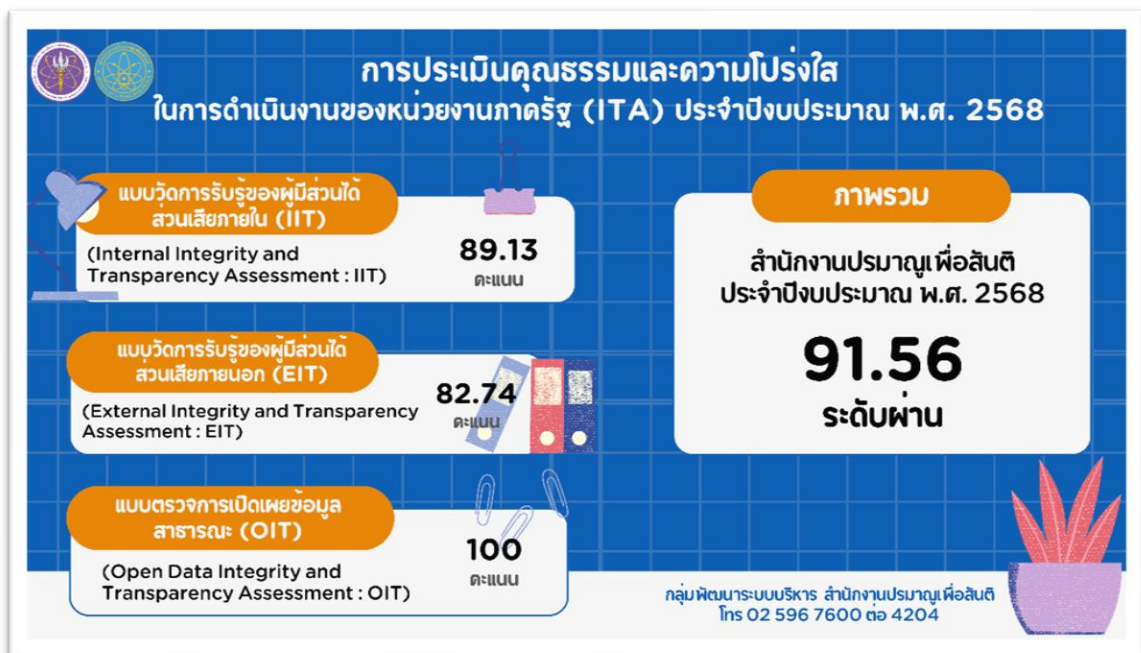 การประเมินคุณธรรมและความโปร่งใส
ในการดำเนินงานของหน่วยงานภาครัฐ (ITA) ประจำปีงบประมาณ พ.ศ. 2568
แบบวัดการรับรู้ของผู้มีส่วนได้
ส่วนเสียภายใน (IIT)
(Internal Integrity and
Transparency Assessment : IIT)
89.13
คะแนน
แบบวัดการรับรู้ของผู้มีส่วนได้
ส่วนเสียภายนอก (EIT)
(External Integrity and Transparency
Assessment : EIT)
82.74
คะแนน
แบบตรวจการเปิดเผยข้อมูล
สาธารณะ (OIT)
(Open Data Integrity and
Transparency Assessment : OIT)
100
คะแนน
ภาพรวม
สำนักงานปรมาณูเพื่อสันติ
ประจำปีงบประมาณ พ.ศ. 2568
91.56
ระดับผ่าน
กลุ่มพัฒนาระบบบริหาร สำนักงานปรมาณูเพื่อสันติ
โทร 02 596 7600 ต่อ 4204